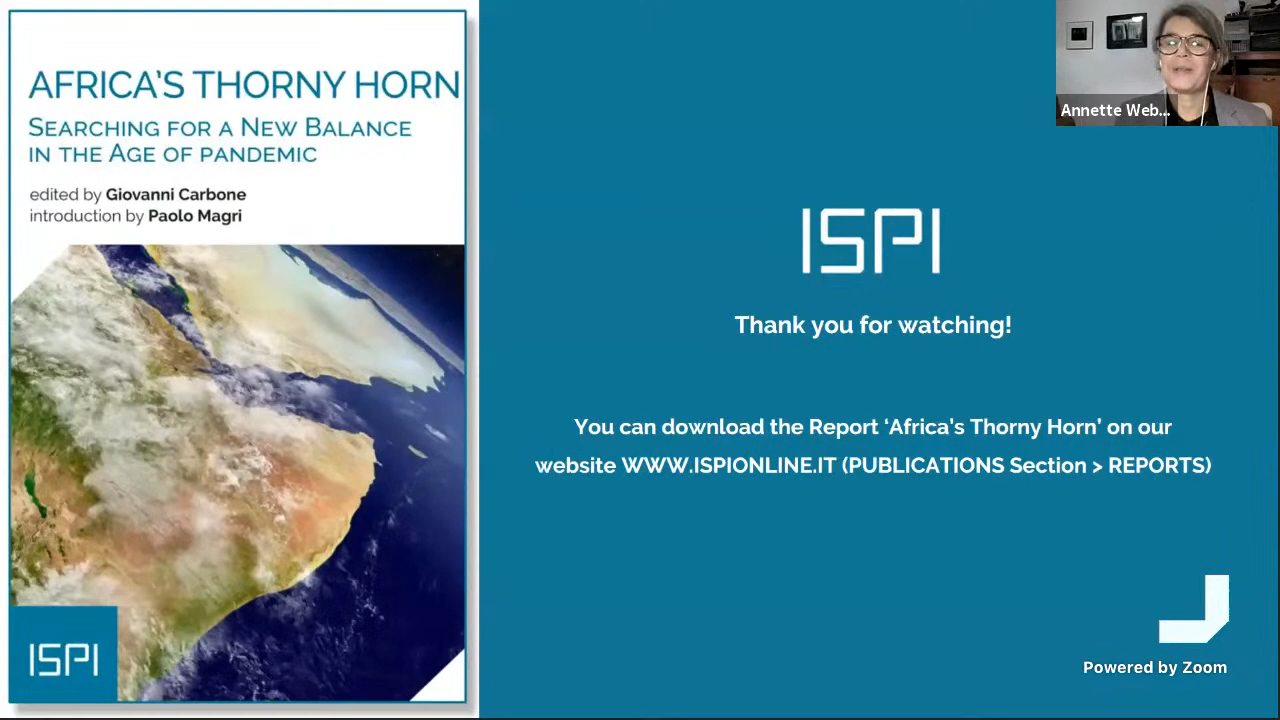 AFRICA'S THORNY HORN
SEARCHING FOR A NEW BALANCE
IN THE AGE OF PANDEMIC
edited by Giovanni Carbone
introduction by Paolo Magri
ISPI
Annette Web...
ISPI
Thank you for watching!
You can download the Report ‘Africa's Thorny Horn’ on our
website WWW.ISPIONLINE.IT (PUBLICATIONS Section > REPORTS)
Powered by Zoom